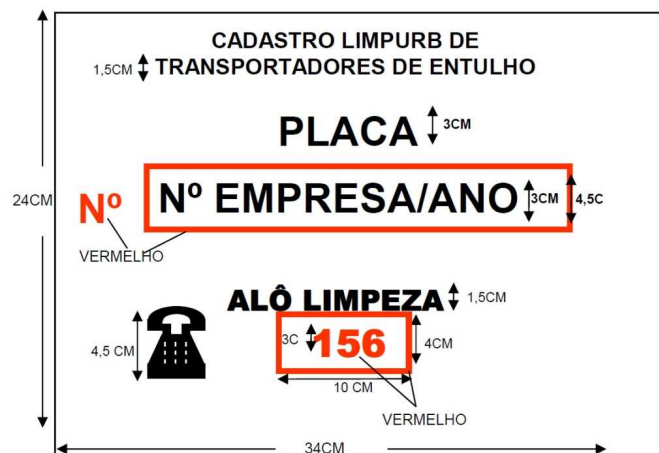 CADASTRO LIMPURB DE
1,5CM TRANSPORTADORES DE ENTULHO
PLACA 3CM
24CM
Nº Nº EMPRESA/ANO 3CM 4,5C
VERMELHO
ALÔ LIMPEZA 1,5CM
4,5 CM 3C 156 4CM
10 CM
VERMELHO
34CM